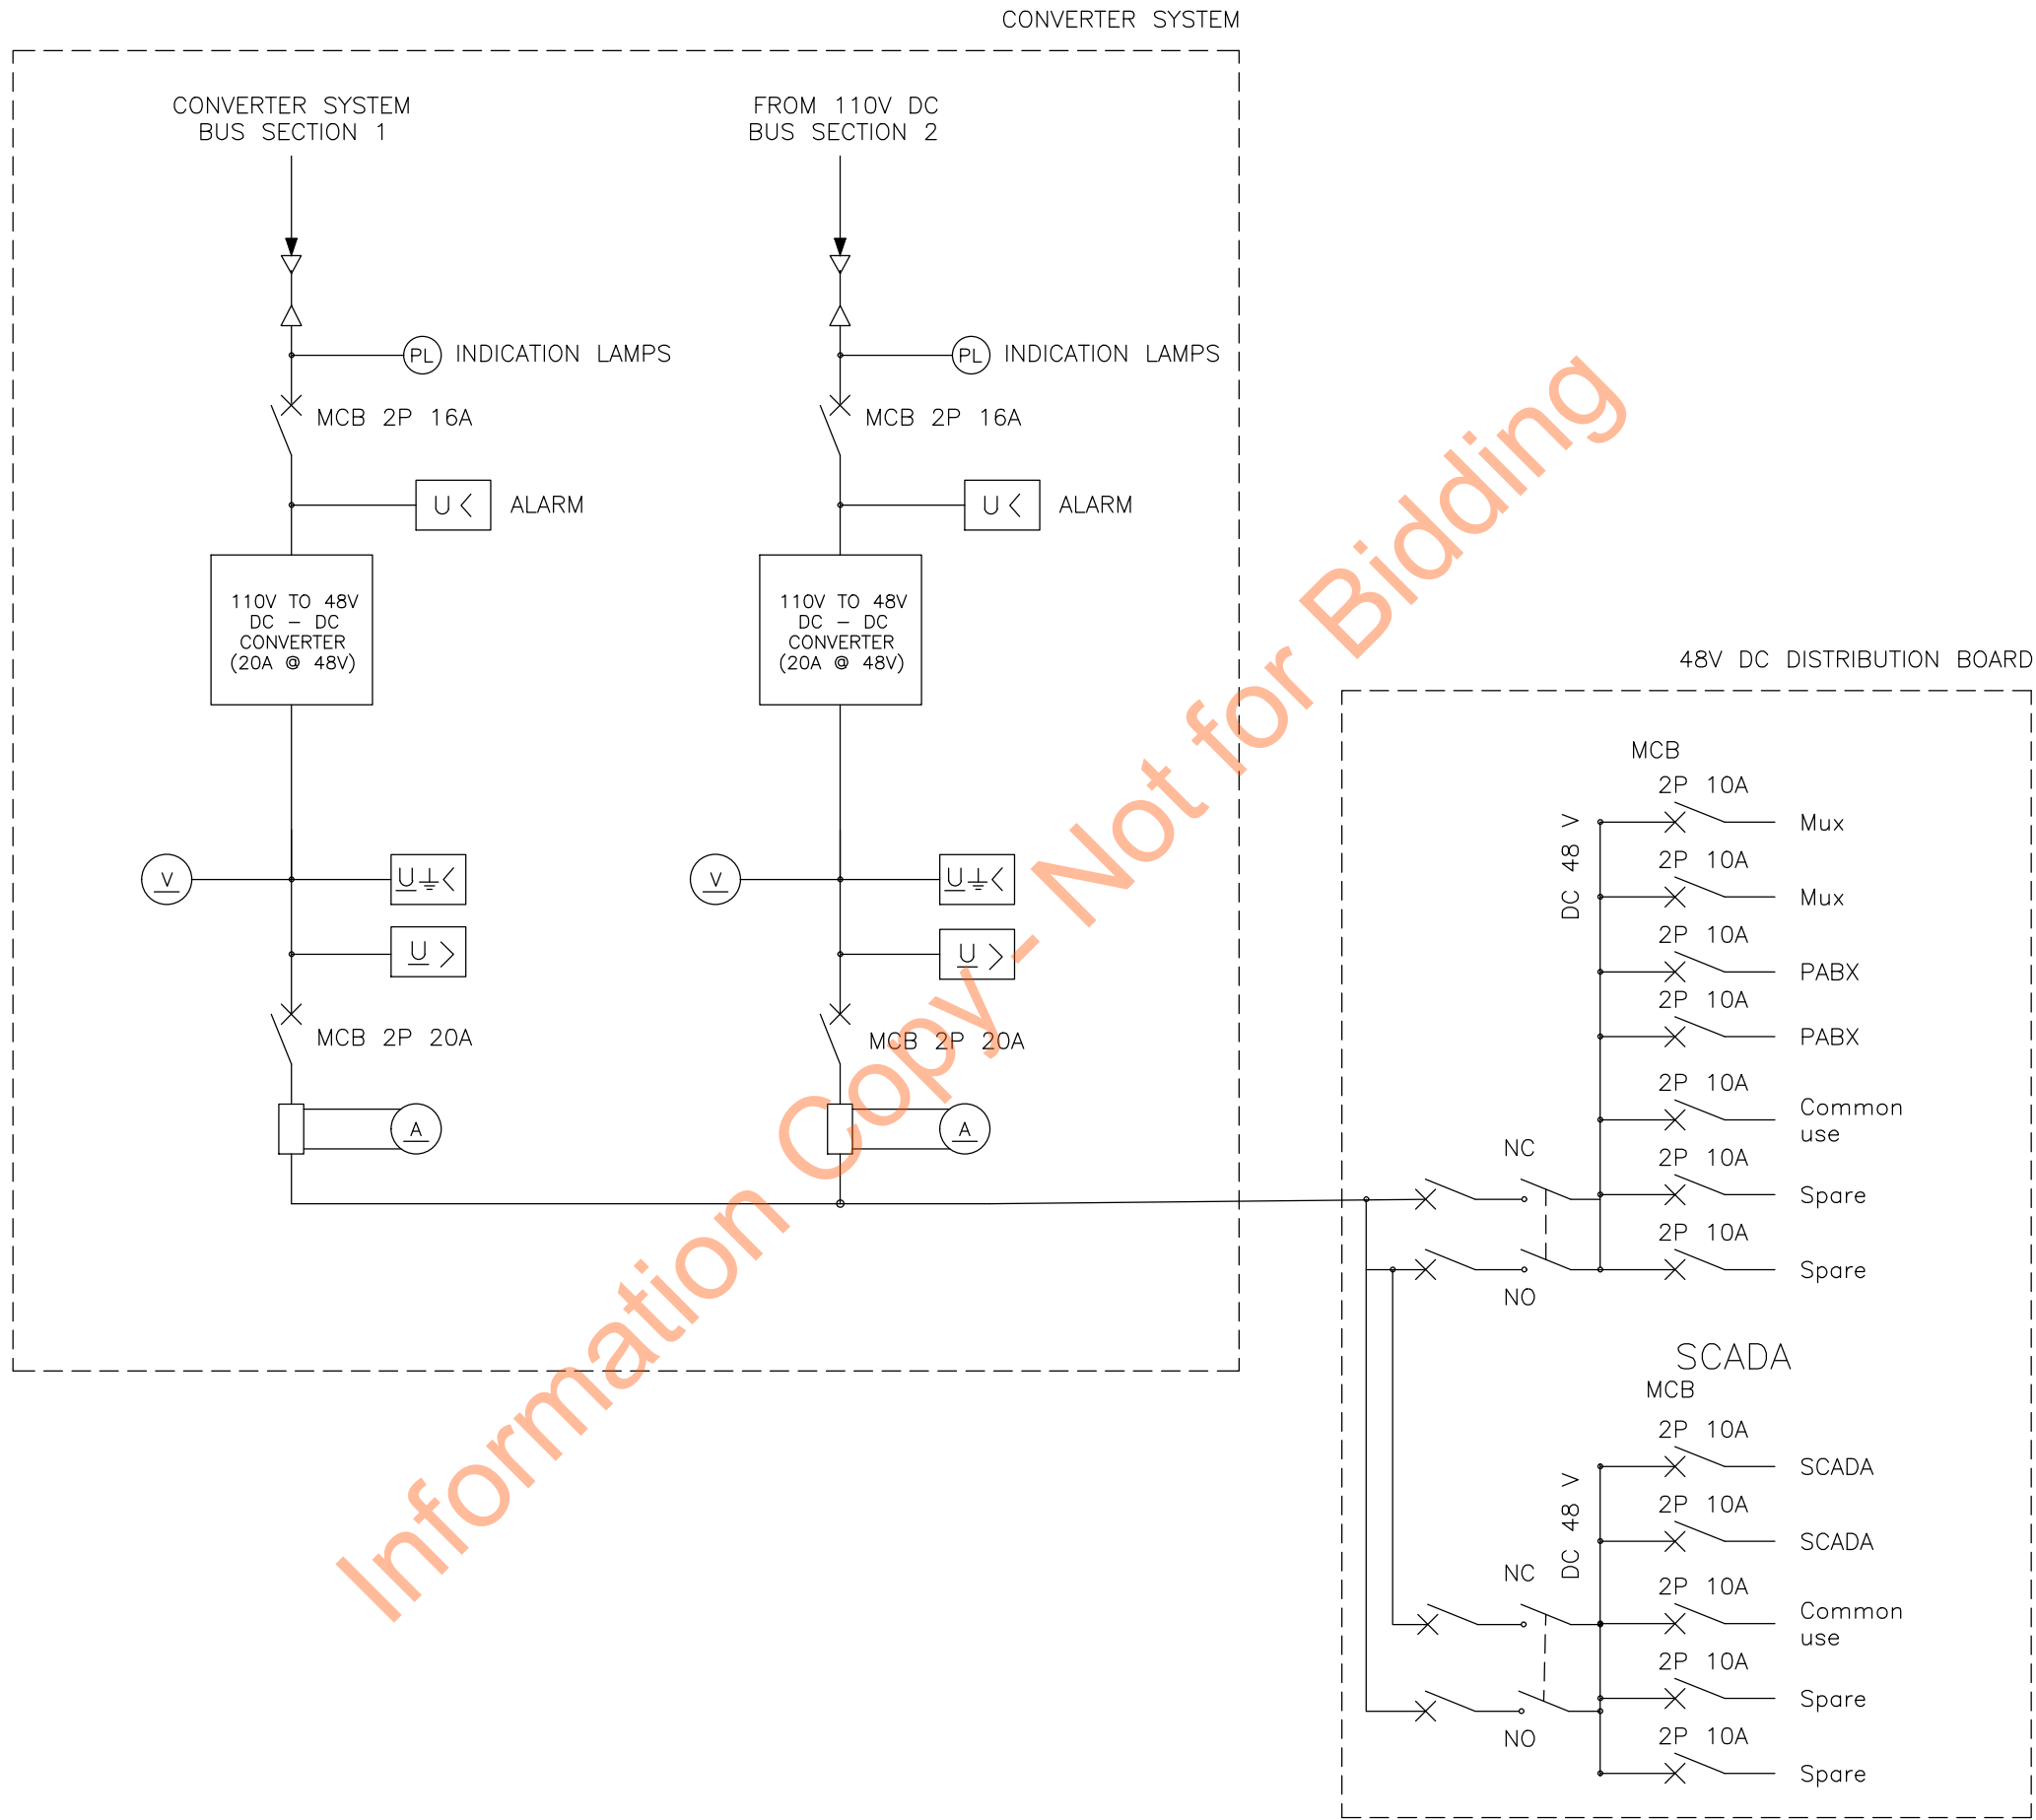 CONVERTER SYSTEM
CONVERTER SYSTEM
BUS SECTION 1
FROM 110V DC
BUS SECTION 2
PL INDICATION LAMPS
PL INDICATION LAMPS
MCB 2P 16A
MCB 2P 16A
U < ALARM
U < ALARM
110V TO 48V
DC - DC
CONVERTER
(20A @ 48V)
110V TO 48V
DC - DC
CONVERTER
(20A @ 48V)
V
U <
V
U <
U >
U >
MCB 2P 20A
MCB 2P 20A
A
A
48V DC DISTRIBUTION BOARD
MCB
DC 48 V
2P 10A
Mux
2P 10A
Mux
2P 10A
PABX
2P 10A
PABX
2P 10A
Common
use
2P 10A
Spare
2P 10A
Spare
NC
NO
SCADA
MCB
DC 48 V
2P 10A
SCADA
2P 10A
SCADA
2P 10A
Common
use
2P 10A
Spare
2P 10A
Spare
NC
NO
Information Copy - Not for Bidding